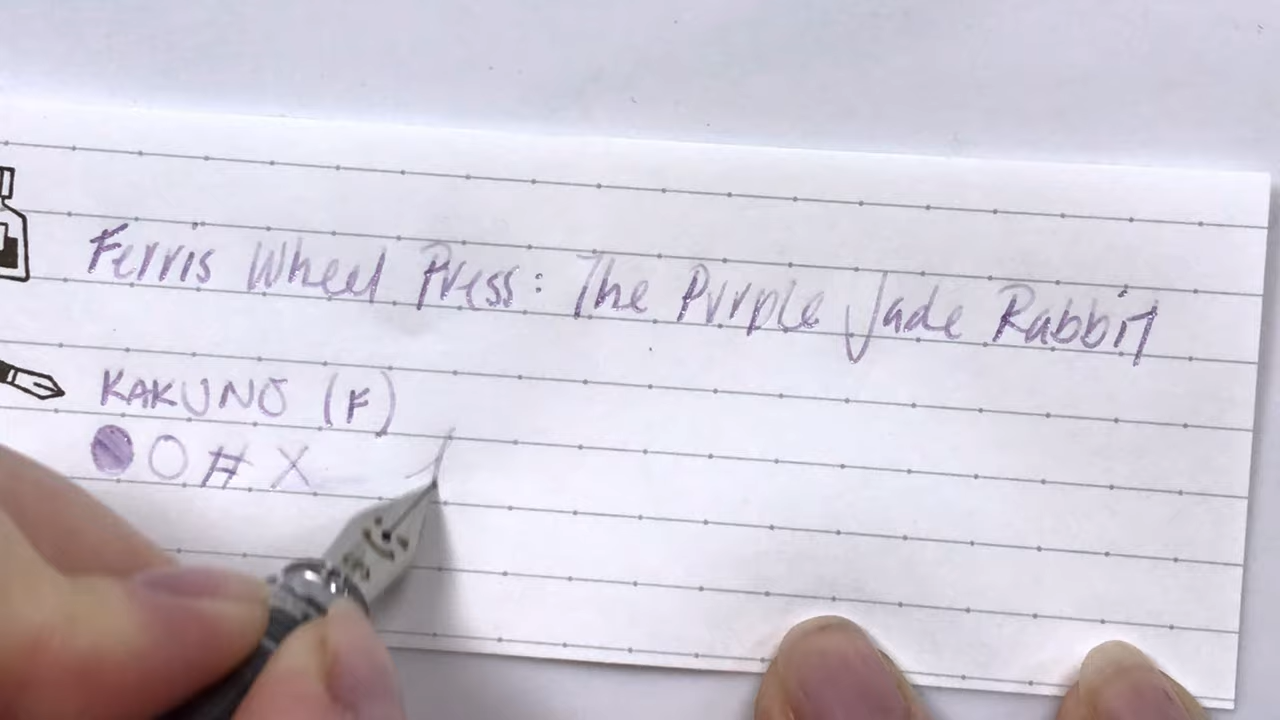 Ferris Wheel Press: The Purple Jade Rabbit
KAKUNO (F)
# X